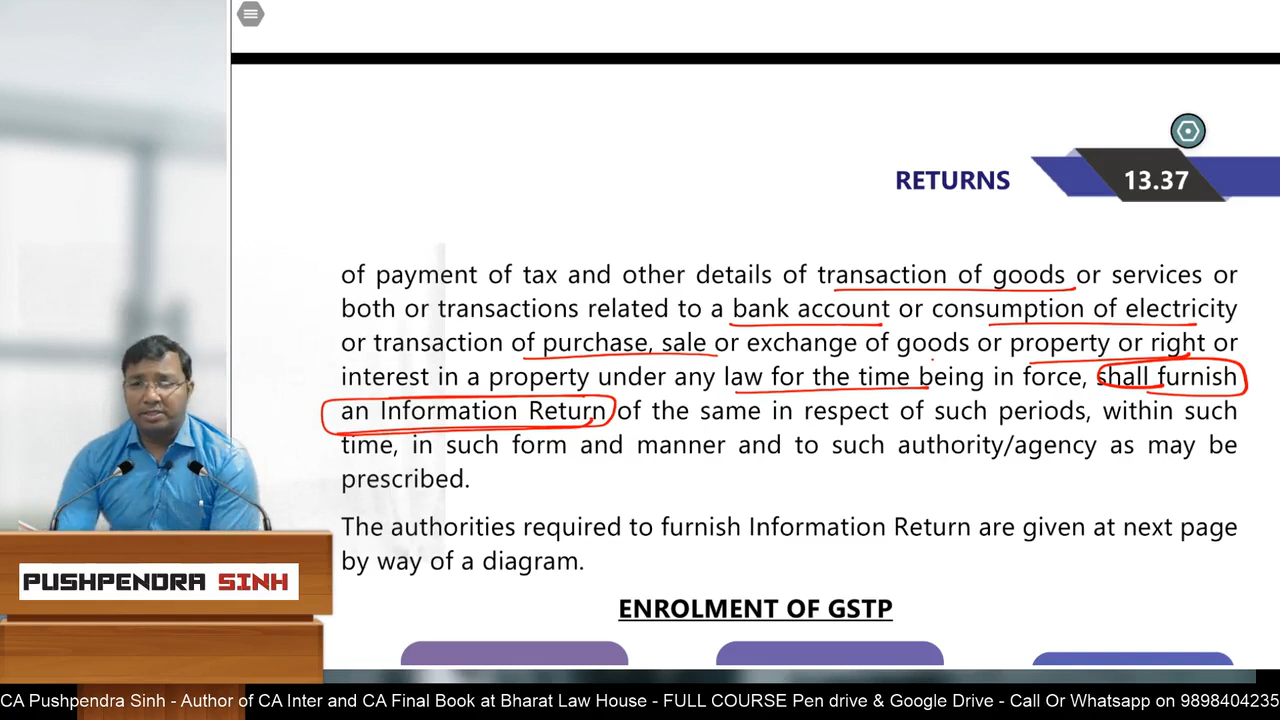 RETURNS 13.37
of payment of tax and other details of transaction of goods or services or
both or transactions related to a bank account or consumption of electricity
or transaction of purchase, sale or exchange of goods or property or right or
interest in a property under any law for the time being in force, shall furnish
an Information Return of the same in respect of such periods, within such
time, in such form and manner and to such authority/agency as may be
prescribed.
The authorities required to furnish Information Return are given at next page
by way of a diagram.
ENROLMENT OF GSTP
PUSHPENDRA SINH
CA Pushpendra Sinh - Author of CA Inter and CA Final Book at Bharat Law House - FULL COURSE Pen drive & Google Drive - Call Or Whatsapp on 9898404235